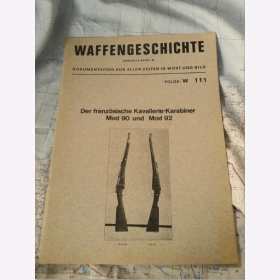 WAFFENGESCHICHTE
DOKUMENTATION AUS ALLEN ZEITEN IN WORT UND BILD
FOLGE: W 111
Der französische Kavallerie-Karabiner
Mod 90 und Mod 92